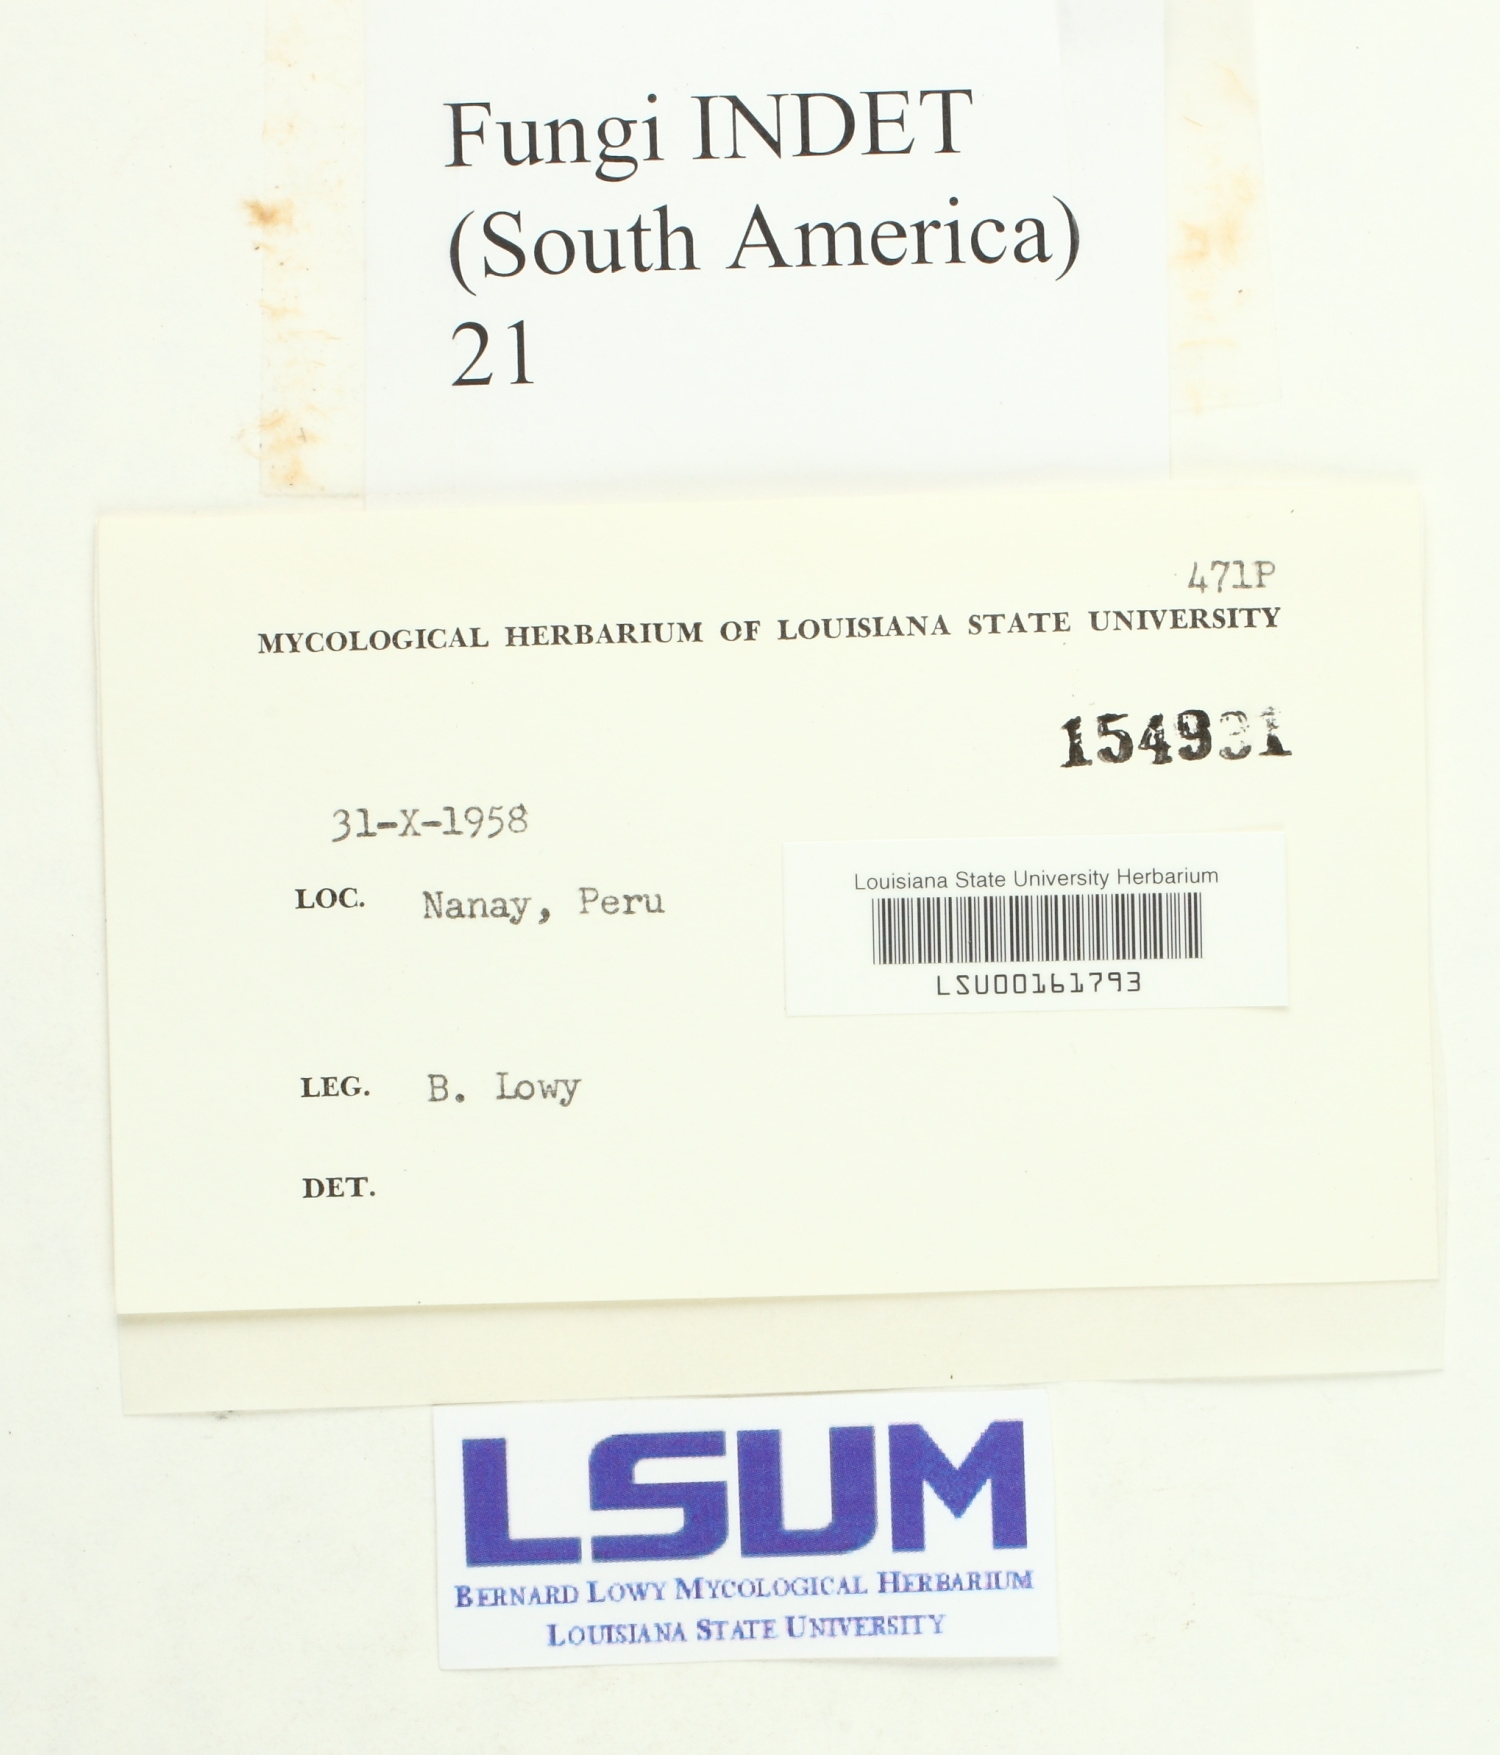 Fungi INDET
(South America)
21
471P
MYCOLOGICAL HERBARIUM OF LOUISIANA STATE UNIVERSITY
154931
31-X-1958
LOC. Nanay, Peru
Louisiana State University Herbarium
LSU00161793
LEG. B. Lowy
DET.
LSUM
BERNARD LOWY MYCOLOGICAL HERBARIUM
LOUISIANA STATE UNIVERSITY